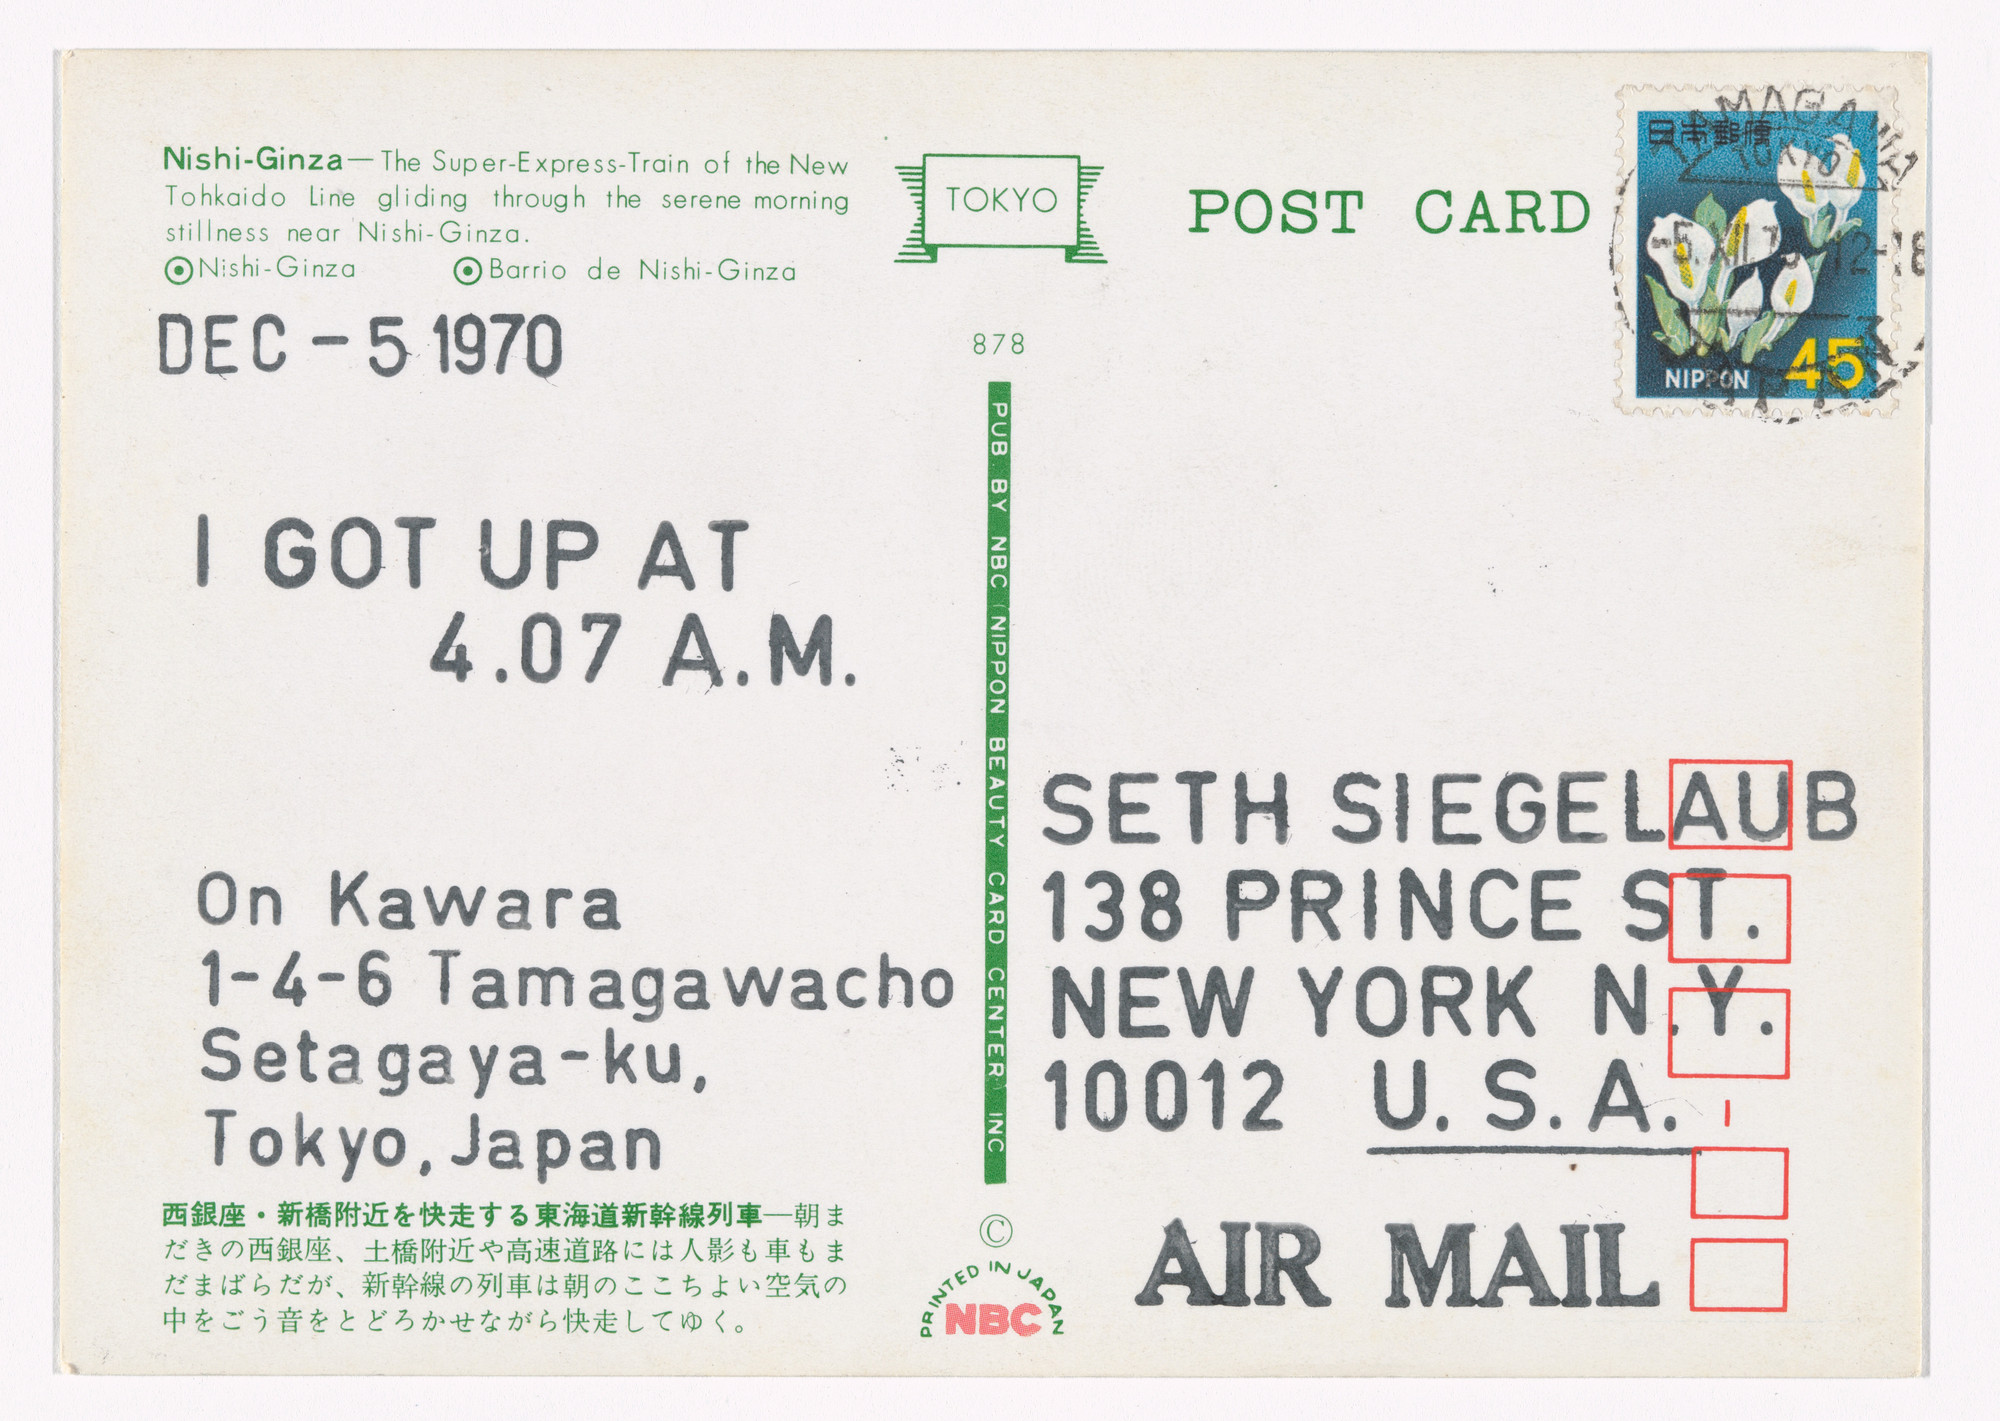 Nishi-Ginza—The Super-Express-Train of the New
Tohkaido Line gliding through the serene morning
stillness near Nishi-Ginza.
Nishi-Ginza Barrio de Nishi-Ginza
TOKYO
POST CARD
日本郵便
NIPPON 45
TOKYO
-5.XII.7 12-18
DEC -5 1970
878
PUB. BY NBC (NIPPON BEAUTY CARD CENTER) INC
I GOT UP AT
4.07 A.M.
On Kawara
1-4-6 Tamagawacho
Setagaya-ku,
Tokyo, Japan
SETH SIEGELAUB
138 PRINCE ST.
NEW YORK N.Y.
10012 U.S.A.
AIR MAIL
西銀座・新橋附近を快走する東海道新幹線列車—朝ま
だきの西銀座、土橋附近や高速道路には人影も車もま
だまばらだが、新幹線の列車は朝のここちよい空気の
中をごう音をとどろかせながら快走してゆく。
©
PRINTED IN JAPAN
NBC